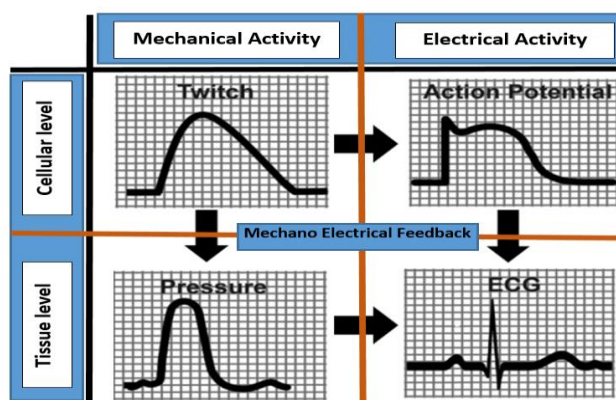 Mechanical Activity
Electrical Activity
Cellular level
Twitch
Action Potential
Mechano Electrical Feedback
Tissue level
Pressure
ECG